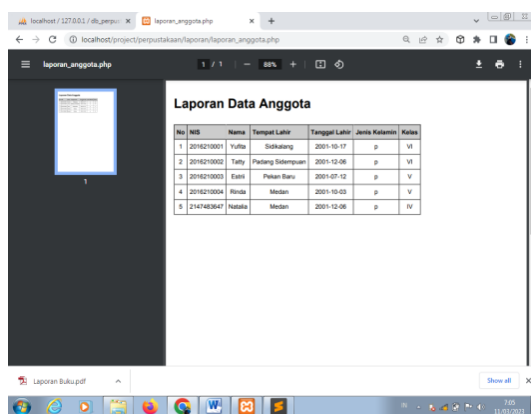 localhost / 127.0.0.1 / db_perpus
laporan_anggota.php
localhost/project/perpustakaan/laporan/laporan_anggota.php
laporan_anggota.php 1 / 1 88%
1
Laporan Data Anggota
No NIS Nama Tempat Lahir Tanggal Lahir Jenis Kelamin Kelas
1 2016210001 Yufita Sidikalang 2001-10-17 p VI
2 2016210002 Tatty Padang Sidempuan 2001-12-06 p VI
3 2016210003 Pekan Baru 2001-07-12 p V
4 2016210004 Rinda Medan 2001-10-03 p V
5 2147483647 Natalia Medan 2001-12-06 p IV
Laporan Buku.pdf
Show all
IN
7:05
11/03/2023